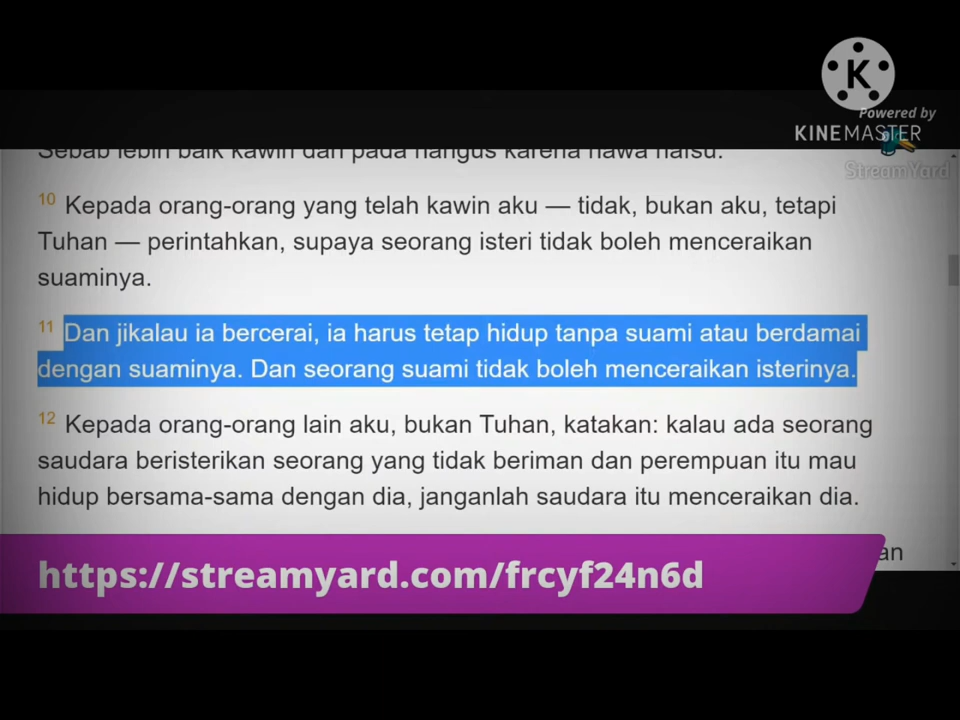 Powered by
KINEMASTER
StreamYard
Sebab lebih baik kawin dari pada hangus karena hawa nafsu.
10 Kepada orang-orang yang telah kawin aku — tidak, bukan aku, tetapi
Tuhan — perintahkan, supaya seorang isteri tidak boleh menceraikan
suaminya.
11 Dan jikalau ia bercerai, ia harus tetap hidup tanpa suami atau berdamai
dengan suaminya. Dan seorang suami tidak boleh menceraikan isterinya.
12 Kepada orang-orang lain aku, bukan Tuhan, katakan: kalau ada seorang
saudara beristerikan seorang yang tidak beriman dan perempuan itu mau
hidup bersama-sama dengan dia, janganlah saudara itu menceraikan dia.
https://streamyard.com/frcyf24n6d